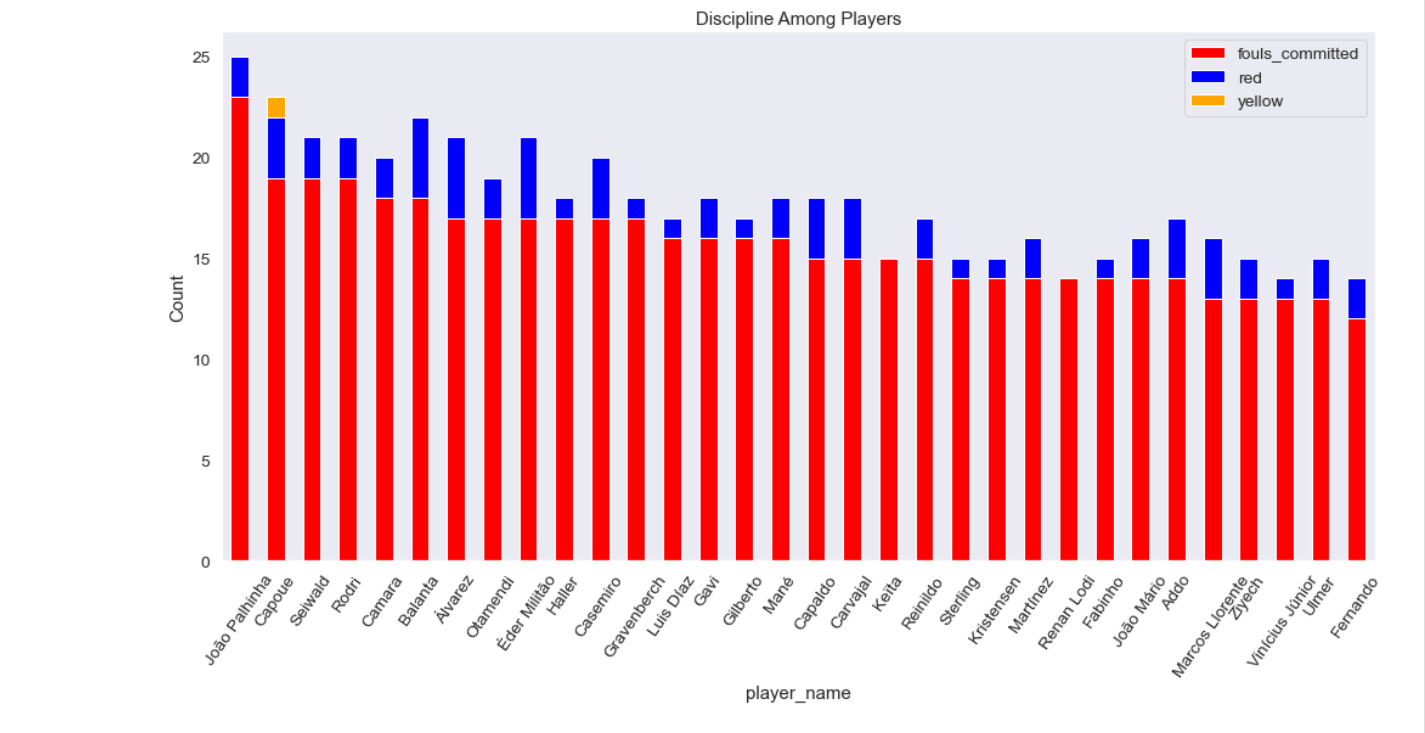 Discipline Among Players
fouls_committed
red
yellow
Count
25
20
15
10
5
0
João Palhinha
Capoue
Seiwald
Rodri
Camara
Balanta
Álvarez
Otamendi
Éder Militão
Haller
Casemiro
Gravenberch
Luis Díaz
Gavi
Gilberto
Mané
Capaldo
Carvajal
Keïta
Reinildo
Sterling
Kristensen
Martínez
Renan Lodi
Fabinho
João Mário
Addo
Marcos Llorente
Ziyech
Vinícius Júnior
Ulmer
Fernando
player_name